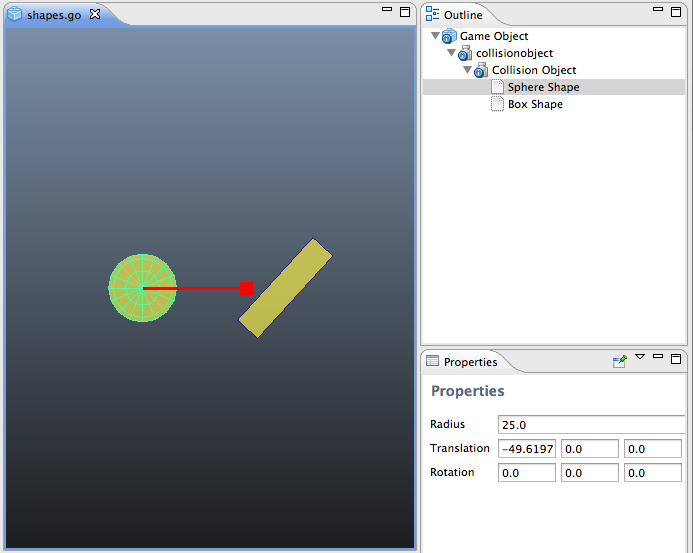 shapes.go
Outline
Game Object
collisionobject
Collision Object
Sphere Shape
Box Shape
Properties
Properties
Radius 25.0
Translation -49.6197 0.0 0.0
Rotation 0.0 0.0 0.0